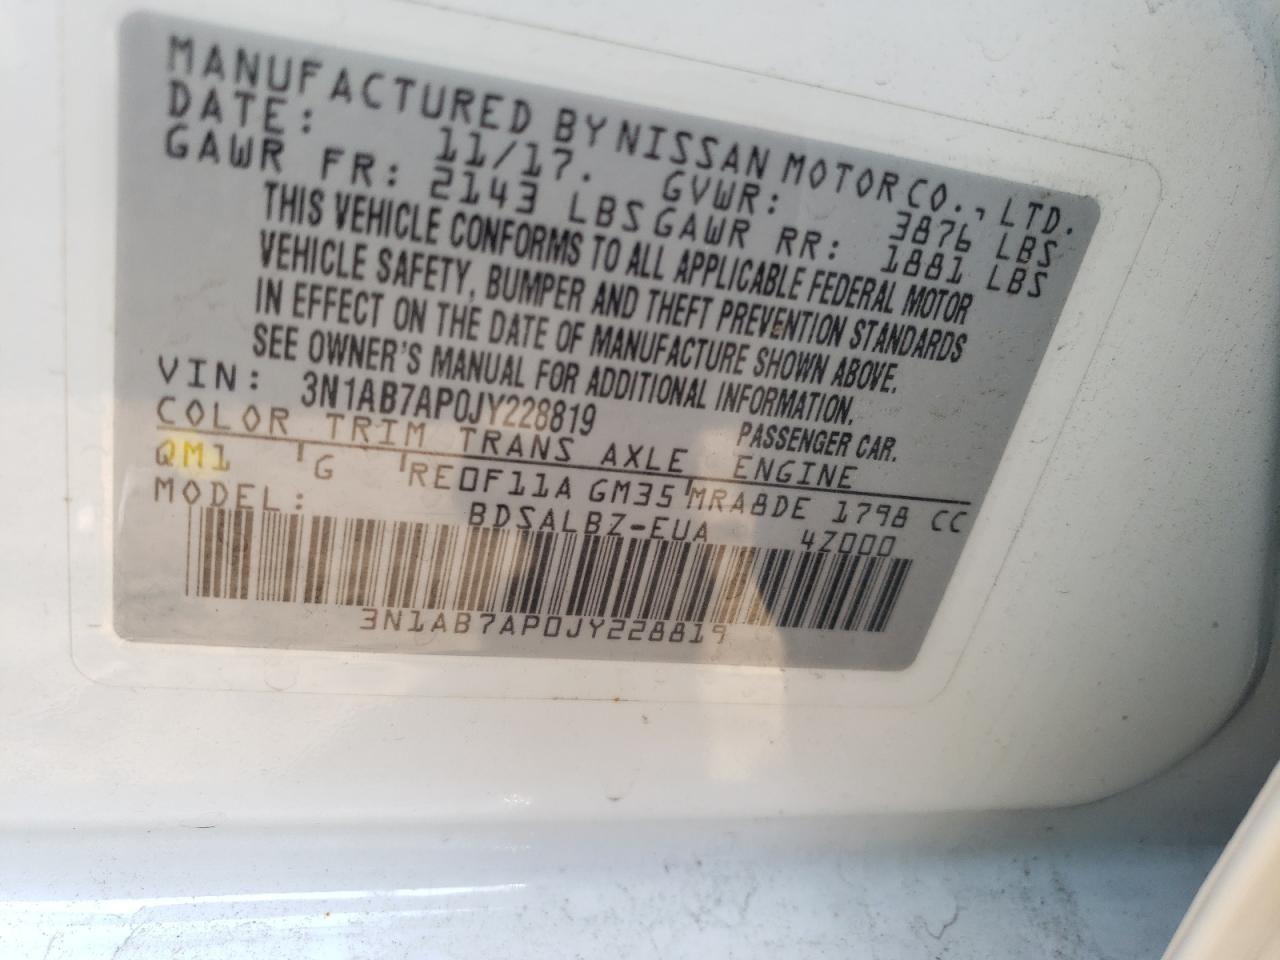 MANUFACTURED BY NISSAN MOTOR CO., LTD.
DATE: 11/17. GVWR: 3876 LBS
GAWR FR: 2143 LBS GAWR RR: 1881 LBS
THIS VEHICLE CONFORMS TO ALL APPLICABLE FEDERAL MOTOR
VEHICLE SAFETY, BUMPER AND THEFT PREVENTION STANDARDS
IN EFFECT ON THE DATE OF MANUFACTURE SHOWN ABOVE.
SEE OWNER'S MANUAL FOR ADDITIONAL INFORMATION.
VIN: 3N1AB7AP0JY228819 PASSENGER CAR.
COLOR TRIM TRANS AXLE ENGINE
QM1 G RE0F11A GM35 MRA8DE 1798 CC
MODEL: BDSALBZ-EUA 4Z000
3N1AB7AP0JY228819